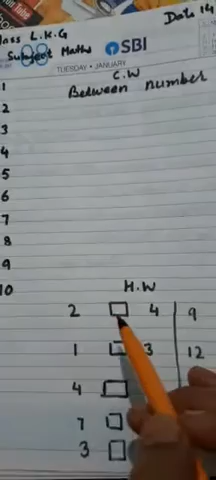 Date 14
Class L.K.G
Subject Maths
08
SBI
TUESDAY • JANUARY
C.W
Between number
1
2
3
4
5
6
7
8
9
10
H.W
2 □ 4 9
1 □ 3 12
4 □
7 □
3 □